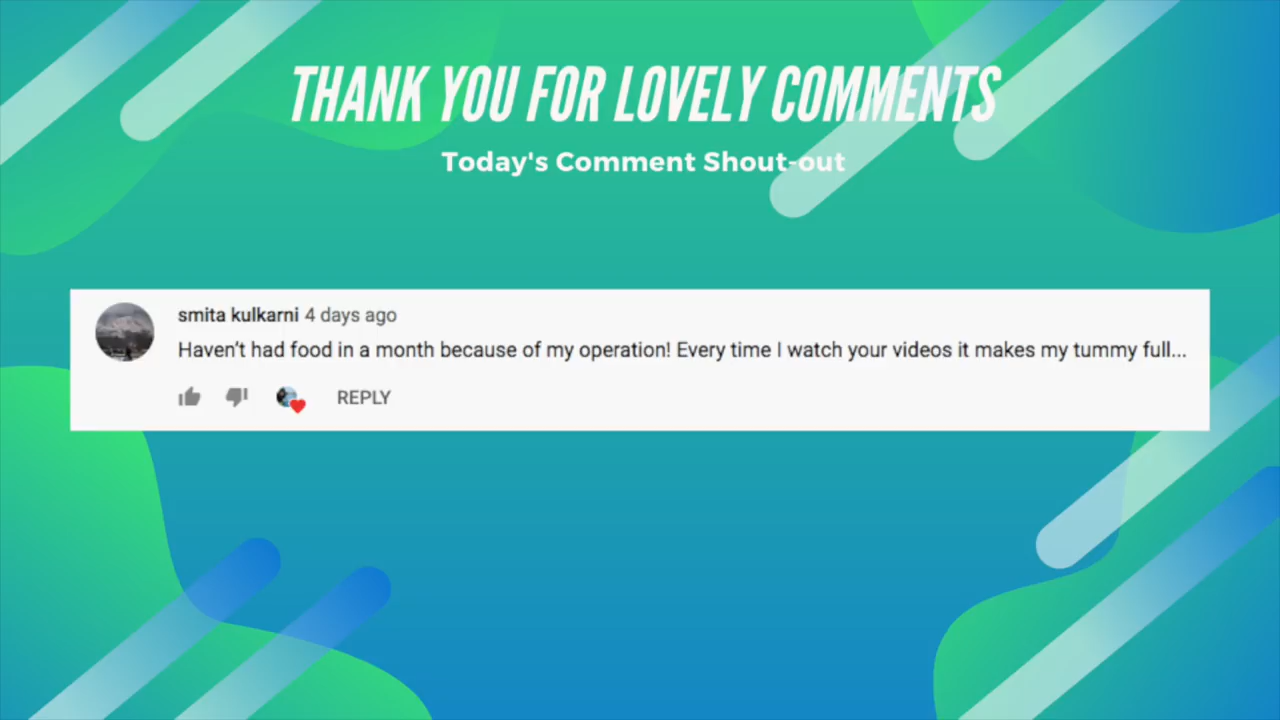 THANK YOU FOR LOVELY COMMENTS
Today's Comment Shout-out
smita kulkarni 4 days ago
Haven't had food in a month because of my operation! Every time I watch your videos it makes my tummy full...
REPLY